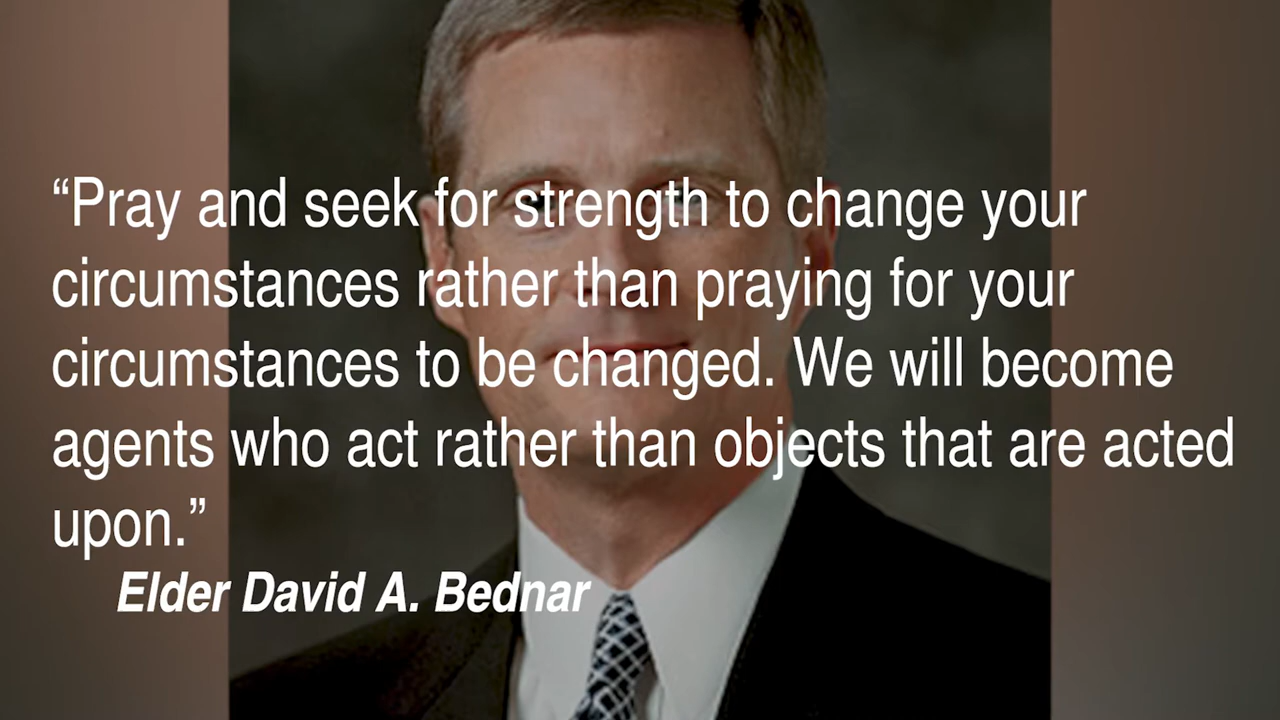 “Pray and seek for strength to change your
circumstances rather than praying for your
circumstances to be changed. We will become
agents who act rather than objects that are acted
upon.”
Elder David A. Bednar